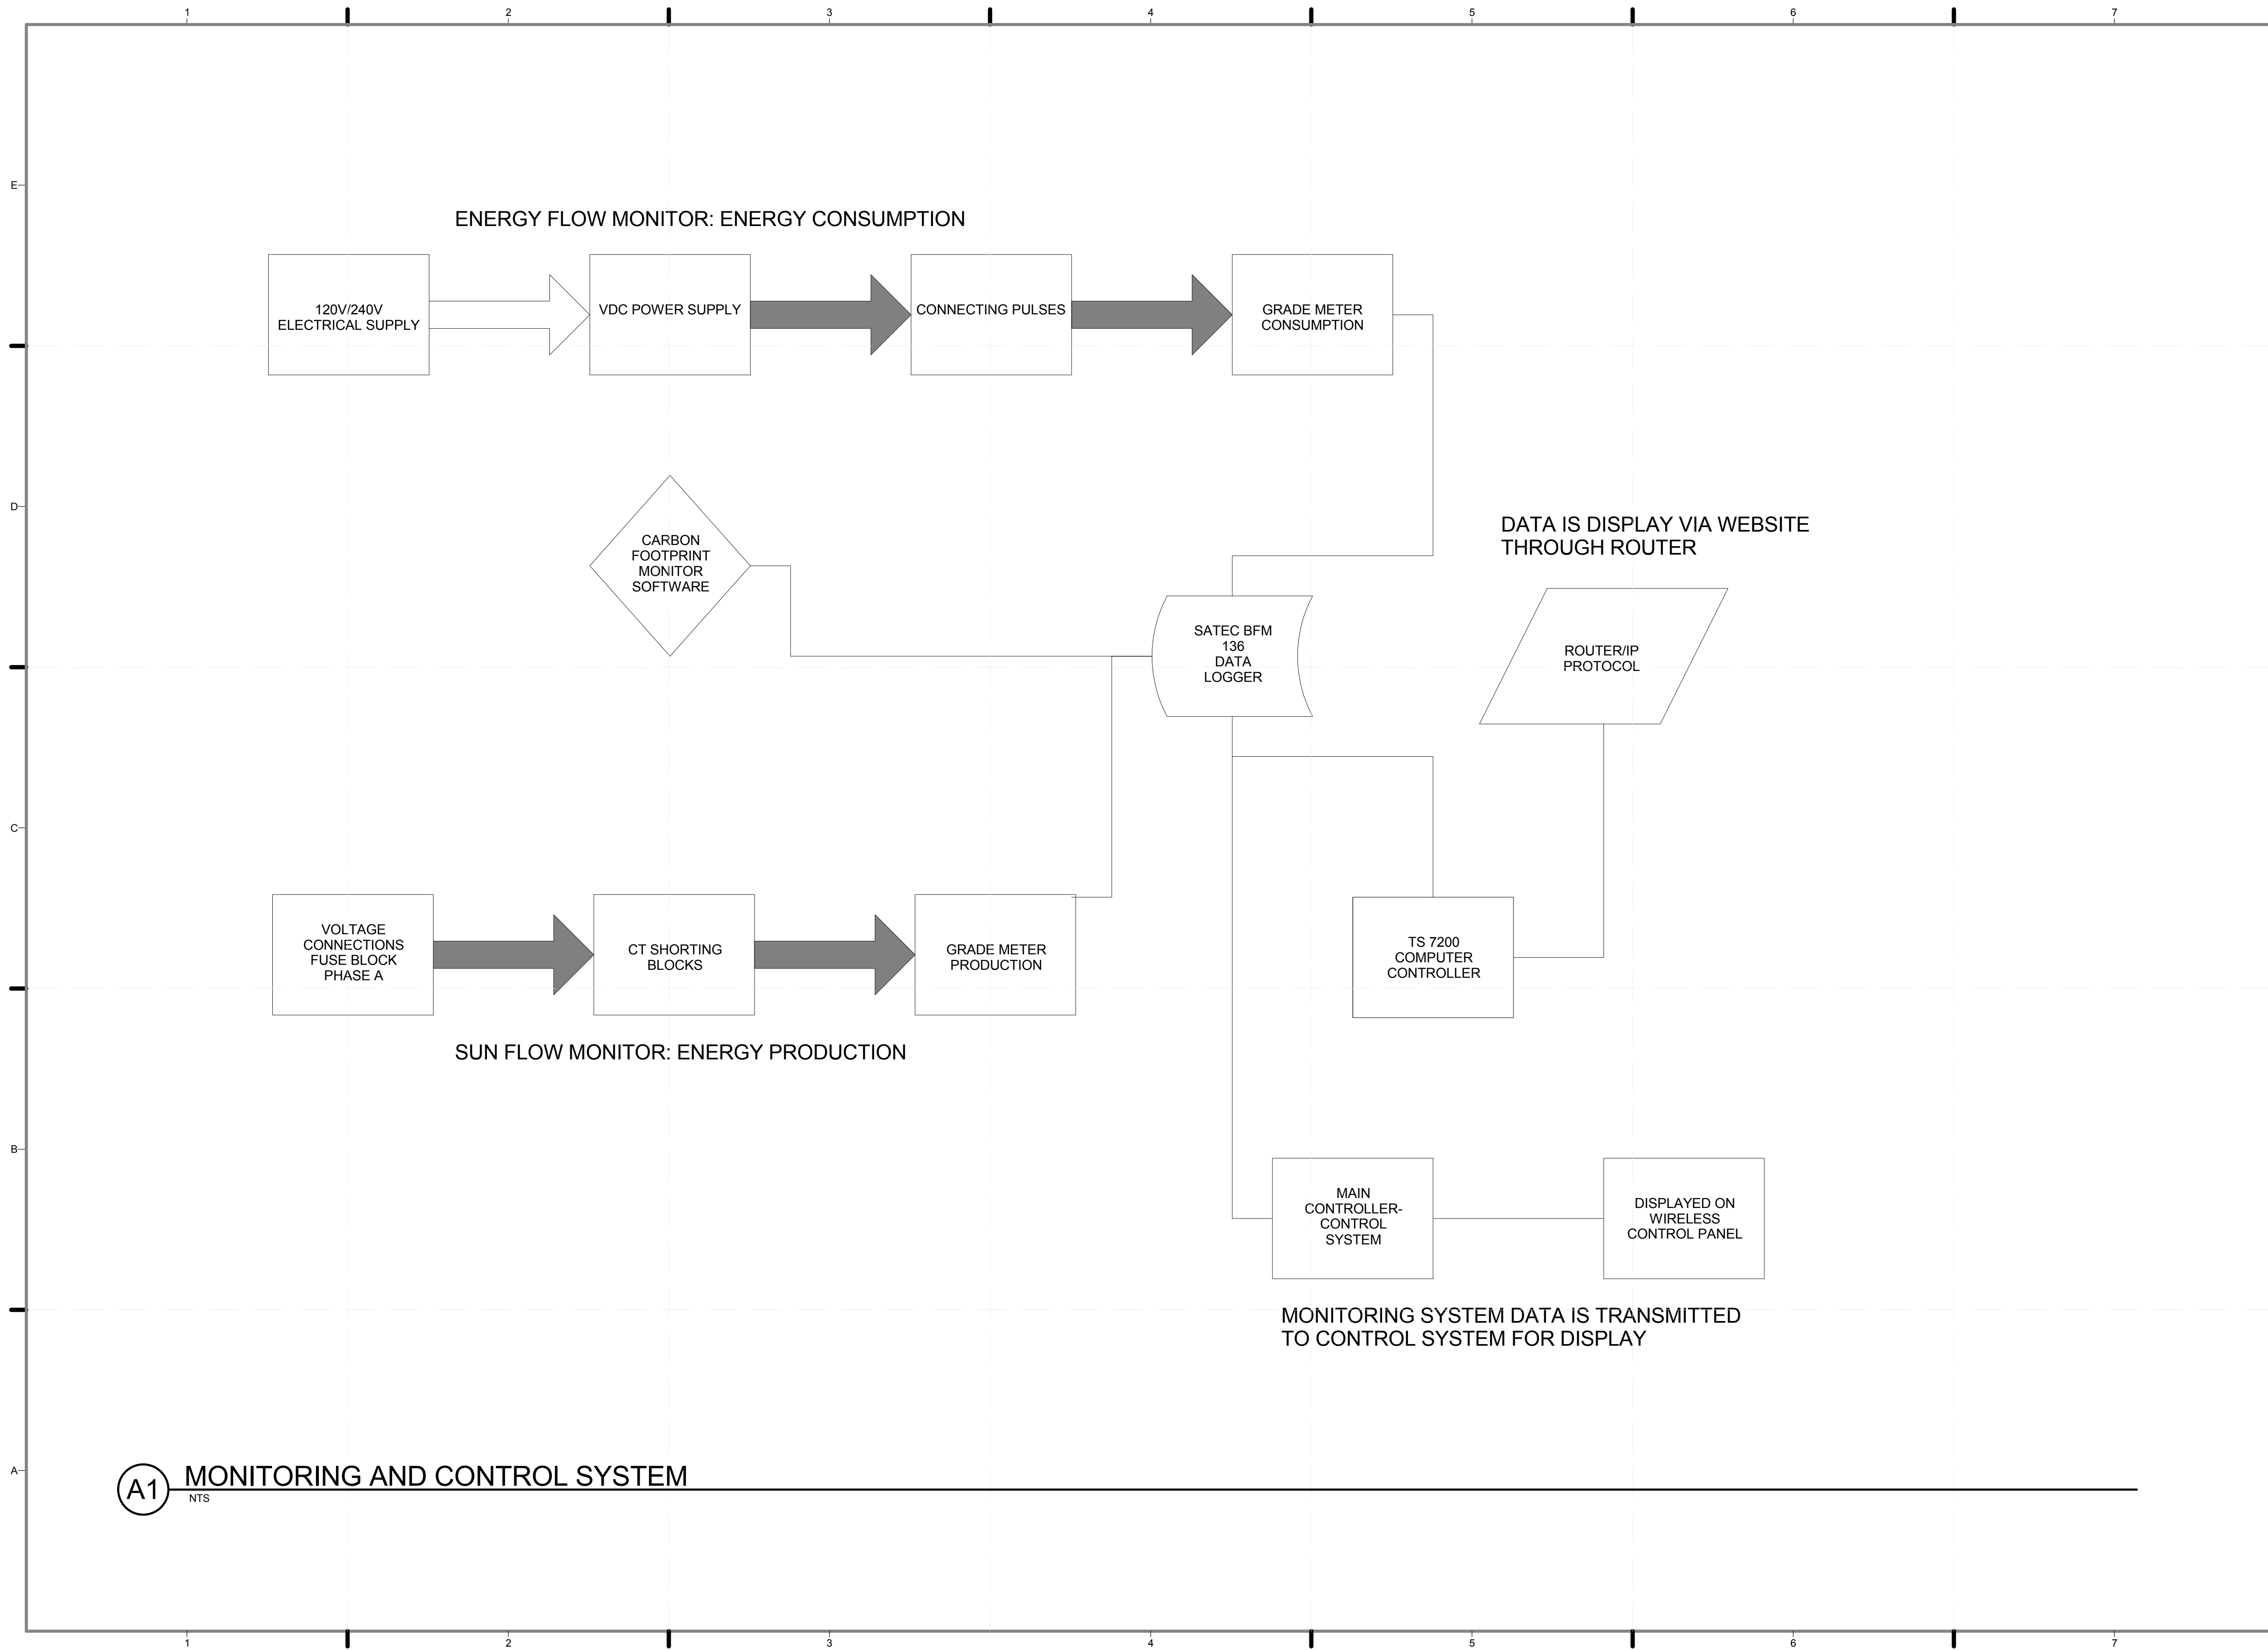 1 2 3 4 5 6 7
E
ENERGY FLOW MONITOR: ENERGY CONSUMPTION
120V/240V
ELECTRICAL SUPPLY
VDC POWER SUPPLY
CONNECTING PULSES
GRADE METER
CONSUMPTION
D
CARBON
FOOTPRINT
MONITOR
SOFTWARE
DATA IS DISPLAY VIA WEBSITE
THROUGH ROUTER
SATEC BFM
136
DATA
LOGGER
ROUTER/IP
PROTOCOL
C
VOLTAGE
CONNECTIONS
FUSE BLOCK
PHASE A
CT SHORTING
BLOCKS
GRADE METER
PRODUCTION
TS 7200
COMPUTER
CONTROLLER
SUN FLOW MONITOR: ENERGY PRODUCTION
B
MAIN
CONTROLLER-
CONTROL
SYSTEM
DISPLAYED ON
WIRELESS
CONTROL PANEL
MONITORING SYSTEM DATA IS TRANSMITTED
TO CONTROL SYSTEM FOR DISPLAY
A
A1
MONITORING AND CONTROL SYSTEM
NTS
1 2 3 4 5 6 7